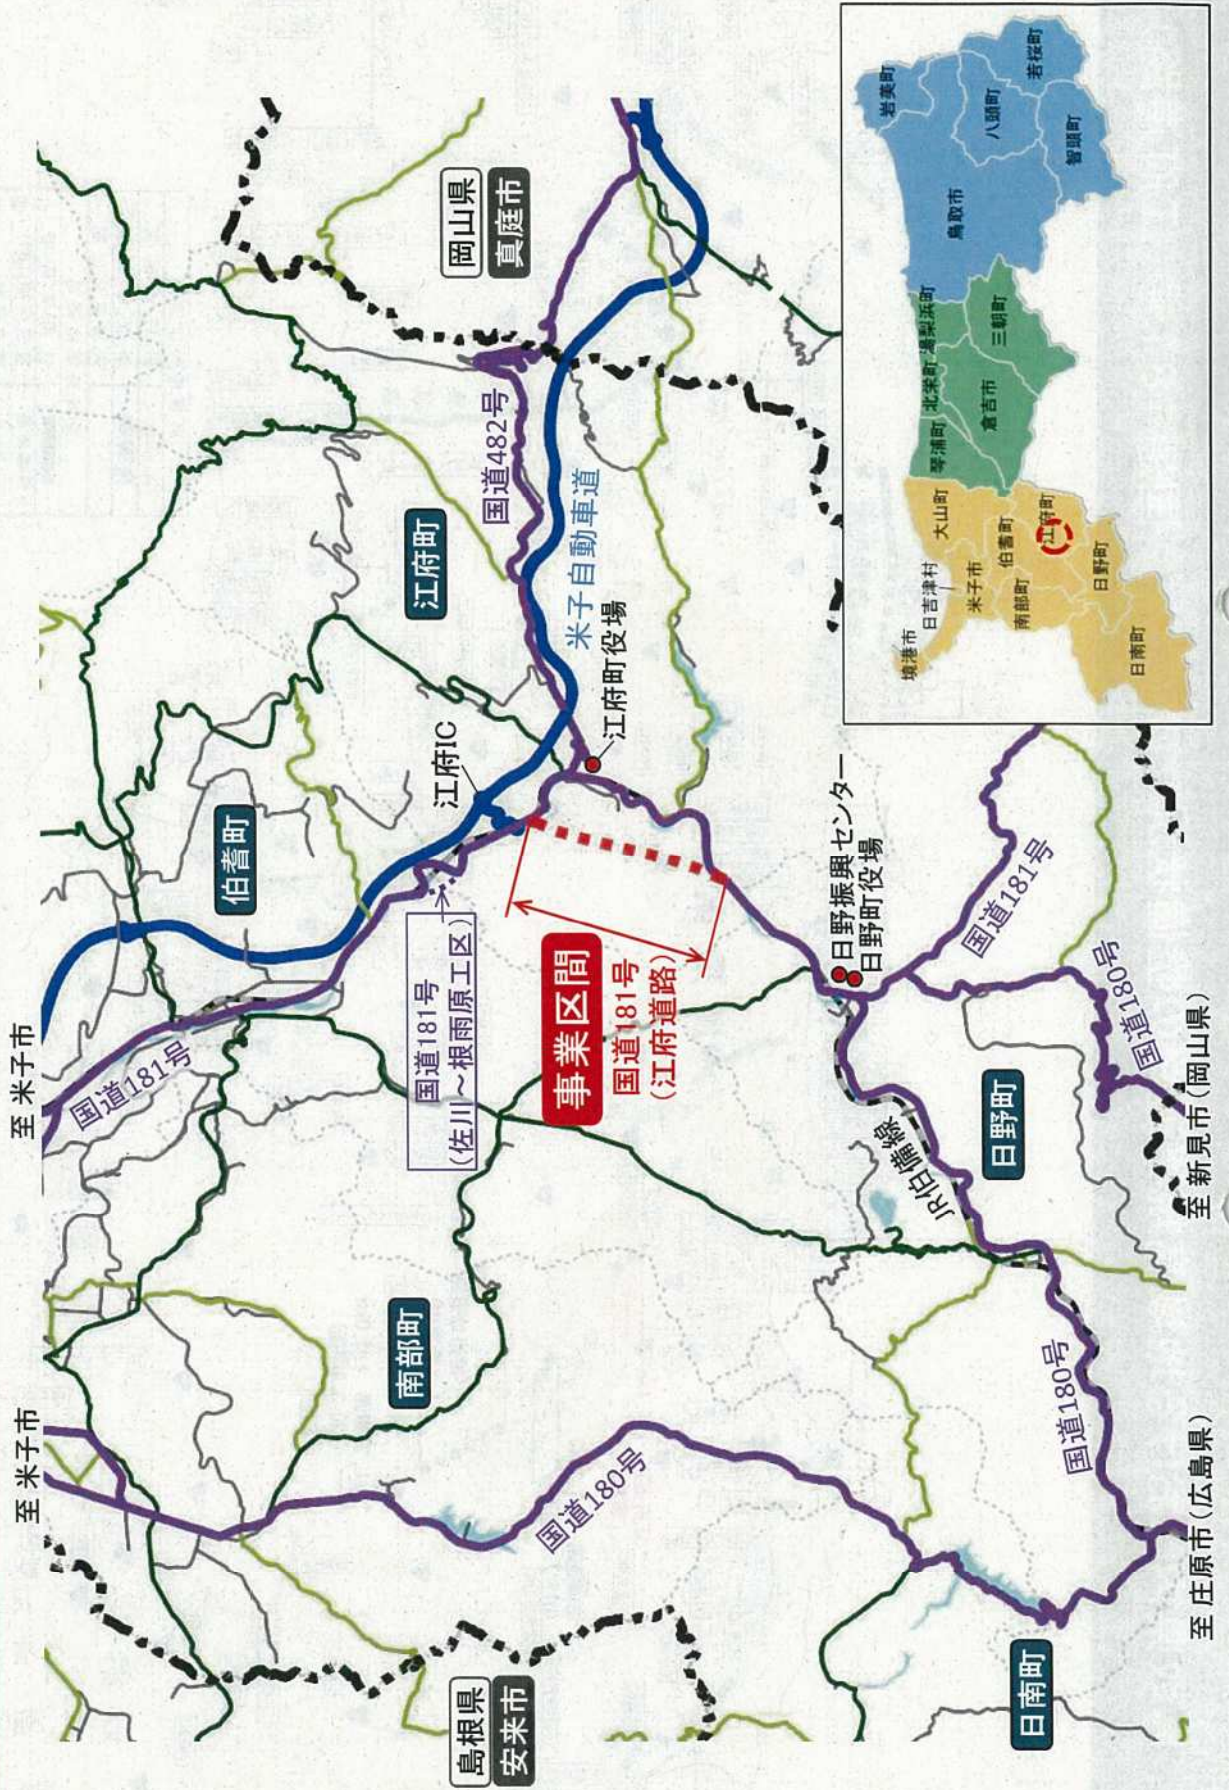 至 米子市
至 米子市
国道181号
伯耆町
江府町
岡山県
真庭市
国道482号
米子自動車道
江府IC
江府町役場
国道181号
(佐川～根雨原工区)
事業区間
国道181号
(江府道路)
南部町
島根県
安来市
国道180号
日野振興センター
日野町役場
国道181号
国道180号
JR伯備線
日野町
国道180号
日南町
至 新見市(岡山県)
至 庄原市(広島県)
境港市
日吉津村
米子市
大山町
伯耆町
南部町
江府町
日野町
日南町
琴浦町
北栄町
湯梨浜町
倉吉市
三朝町
鳥取市
岩美町
八頭町
若桜町
智頭町